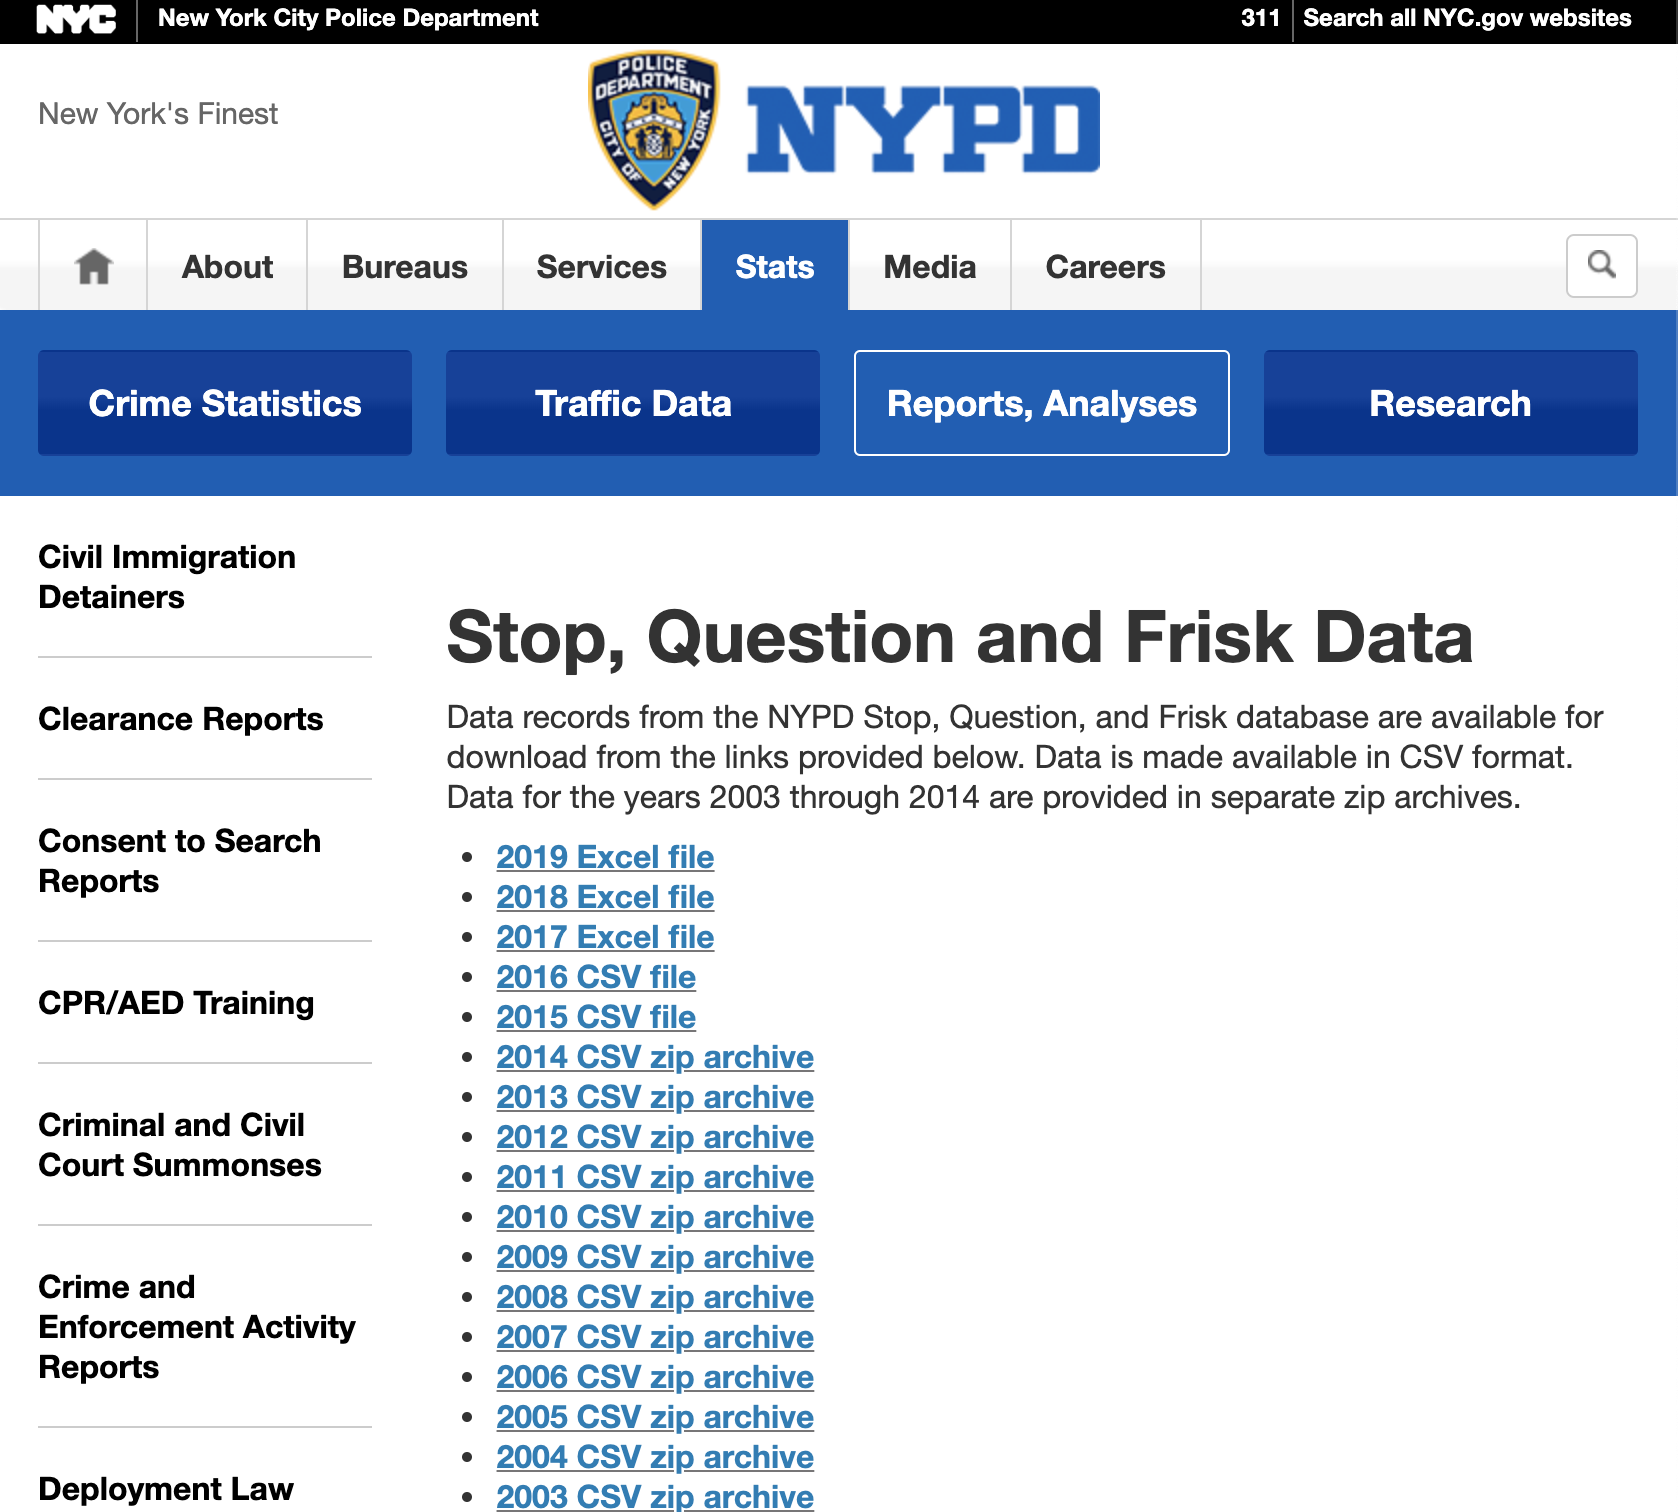 NYC
New York City Police Department
311
Search all NYC.gov websites
New York's Finest
POLICE
DEPARTMENT
CITY OF
NEW YORK
NYPD
About
Bureaus
Services
Stats
Media
Careers
Crime Statistics
Traffic Data
Reports, Analyses
Research
Civil Immigration
Detainers
Clearance Reports
Consent to Search
Reports
CPR/AED Training
Criminal and Civil
Court Summonses
Crime and
Enforcement Activity
Reports
Deployment Law
Stop, Question and Frisk Data
Data records from the NYPD Stop, Question, and Frisk database are available for
download from the links provided below. Data is made available in CSV format.
Data for the years 2003 through 2014 are provided in separate zip archives.
2019 Excel file
2018 Excel file
2017 Excel file
2016 CSV file
2015 CSV file
2014 CSV zip archive
2013 CSV zip archive
2012 CSV zip archive
2011 CSV zip archive
2010 CSV zip archive
2009 CSV zip archive
2008 CSV zip archive
2007 CSV zip archive
2006 CSV zip archive
2005 CSV zip archive
2004 CSV zip archive
2003 CSV zip archive